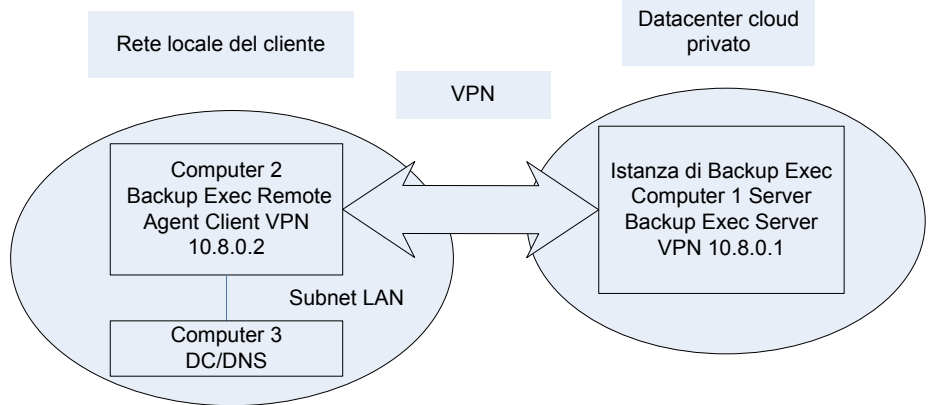 Rete locale del cliente
Datacenter cloud
privato
VPN
Computer 2
Backup Exec Remote
Agent Client VPN
10.8.0.2
Istanza di Backup Exec
Computer 1 Server
Backup Exec Server
VPN 10.8.0.1
Subnet LAN
Computer 3
DC/DNS